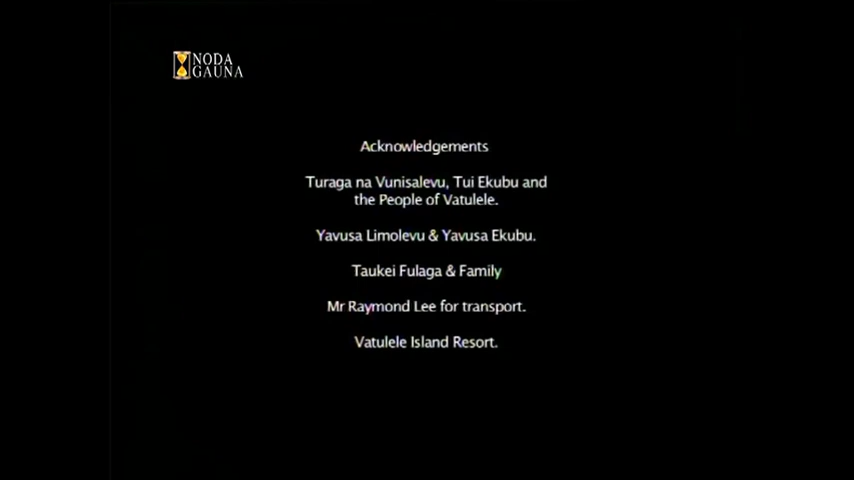 NODA
GAUNA
Acknowledgements
Turaga na Vunisalevu, Tui Ekubu and
the People of Vatulele.
Yavusa Limolevu & Yavusa Ekubu.
Taukei Fulaga & Family
Mr Raymond Lee for transport.
Vatulele Island Resort.